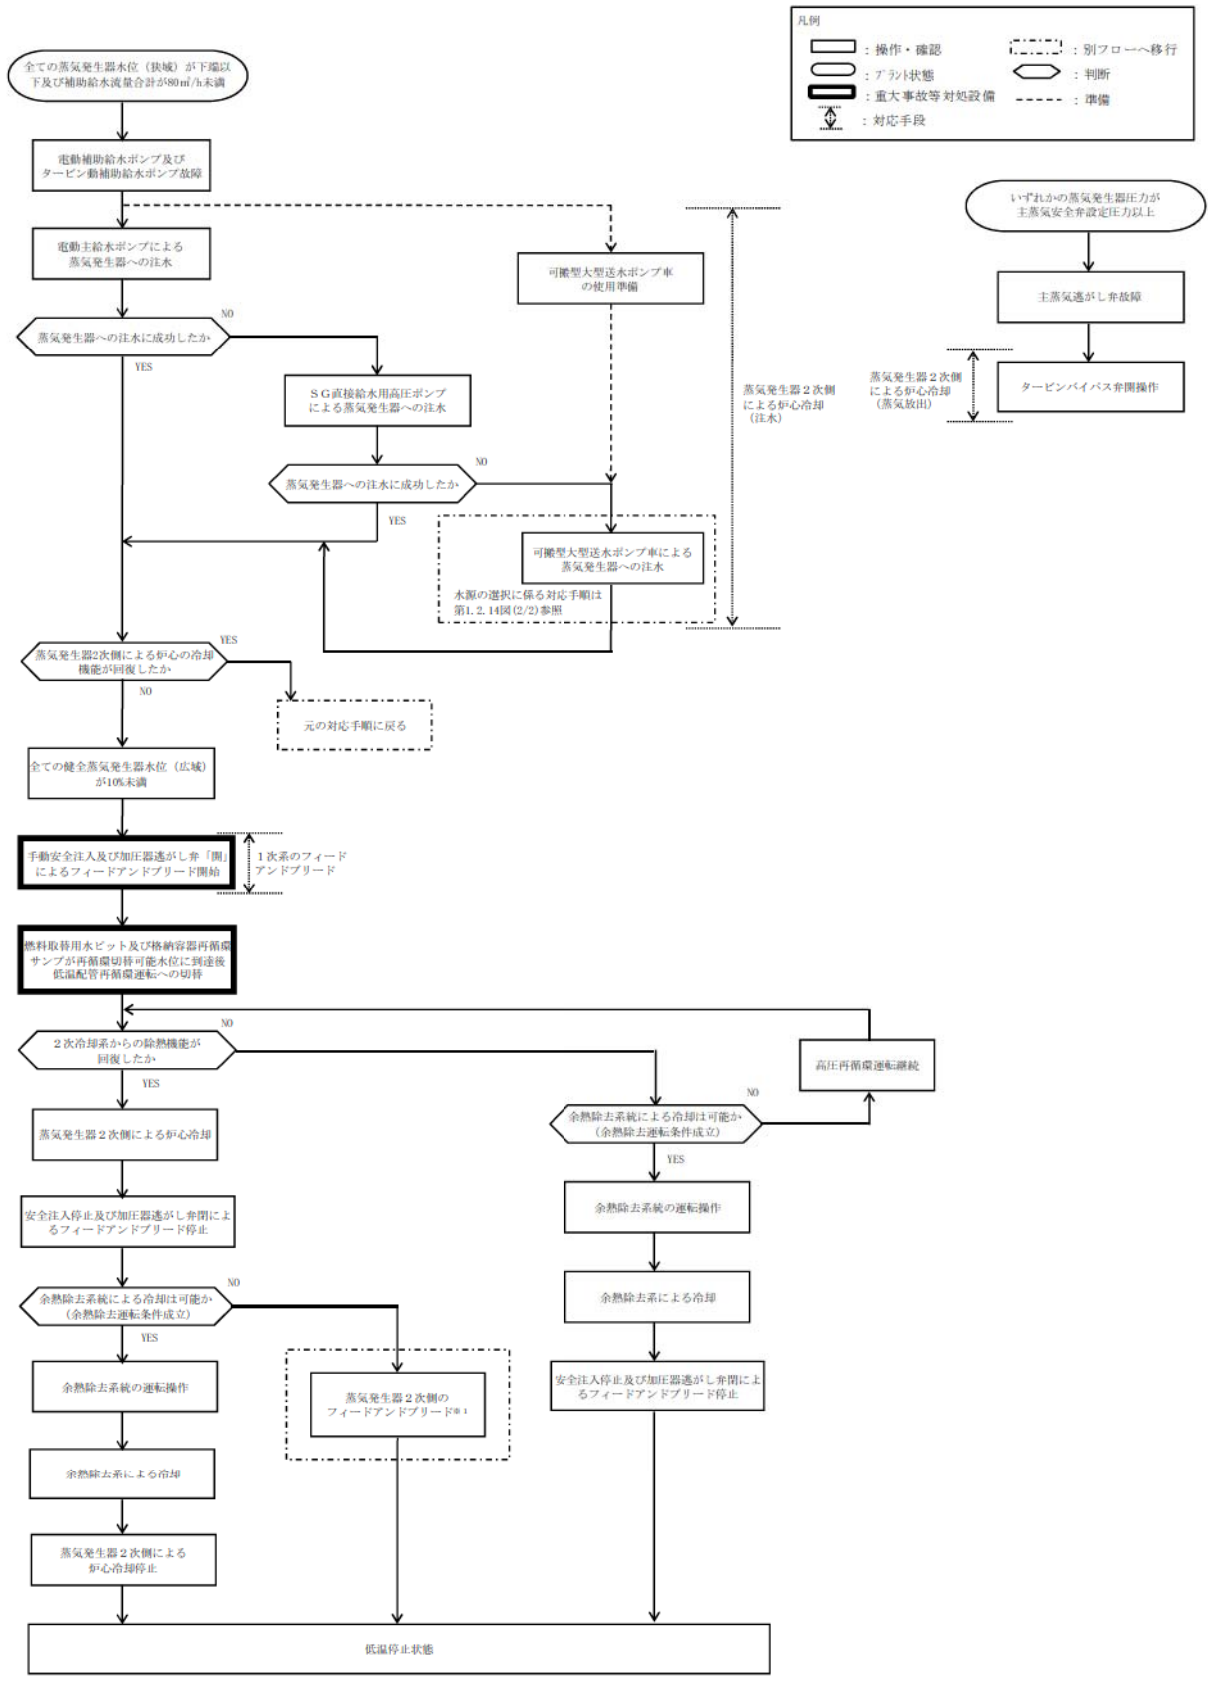 凡例
：操作・確認
：プラント状態
：重大事故等対処設備
：対応手段
：別フローへ移行
：判断
：準備
全ての蒸気発生器水位（狭域）が下端以
下及び補助給水流量合計が80㎥/h未満
電動補助給水ポンプ及び
タービン動補助給水ポンプ故障
電動主給水ポンプによる
蒸気発生器への注水
蒸気発生器への注水に成功したか
NO
YES
ＳＧ直接給水用高圧ポンプ
による蒸気発生器への注水
蒸気発生器への注水に成功したか
NO
YES
可搬型大型送水ポンプ車
の使用準備
可搬型大型送水ポンプ車による
蒸気発生器への注水
水源の選択に係る対応手順は
第1.2.14図(2/2)参照
蒸気発生器２次側
による炉心冷却
（注水）
いずれかの蒸気発生器圧力が
主蒸気安全弁設定圧力以上
主蒸気逃がし弁故障
タービンバイパス弁開操作
蒸気発生器２次側
による炉心冷却
（蒸気放出）
蒸気発生器2次側による炉心の冷却
機能が回復したか
YES
NO
元の対応手順に戻る
全ての健全蒸気発生器水位（広域）
が10%未満
手動安全注入及び加圧器逃がし弁「開」
によるフィードアンドブリード開始
１次系のフィード
アンドブリード
燃料取替用水ピット及び格納容器再循環
サンプが再循環切替可能水位に到達後
低温配管再循環運転への切替
２次冷却系からの除熱機能が
回復したか
NO
YES
高圧再循環運転継続
余熱除去系統による冷却は可能か
（余熱除去運転条件成立）
NO
YES
余熱除去系統の運転操作
余熱除去系による冷却
安全注入停止及び加圧器逃がし弁閉によ
るフィードアンドブリード停止
蒸気発生器２次側による炉心冷却
安全注入停止及び加圧器逃がし弁閉によ
るフィードアンドブリード停止
余熱除去系統による冷却は可能か
（余熱除去運転条件成立）
NO
YES
余熱除去系統の運転操作
余熱除去系による冷却
蒸気発生器２次側による
炉心冷却停止
蒸気発生器２次側の
フィードアンドブリード※１
低温停止状態